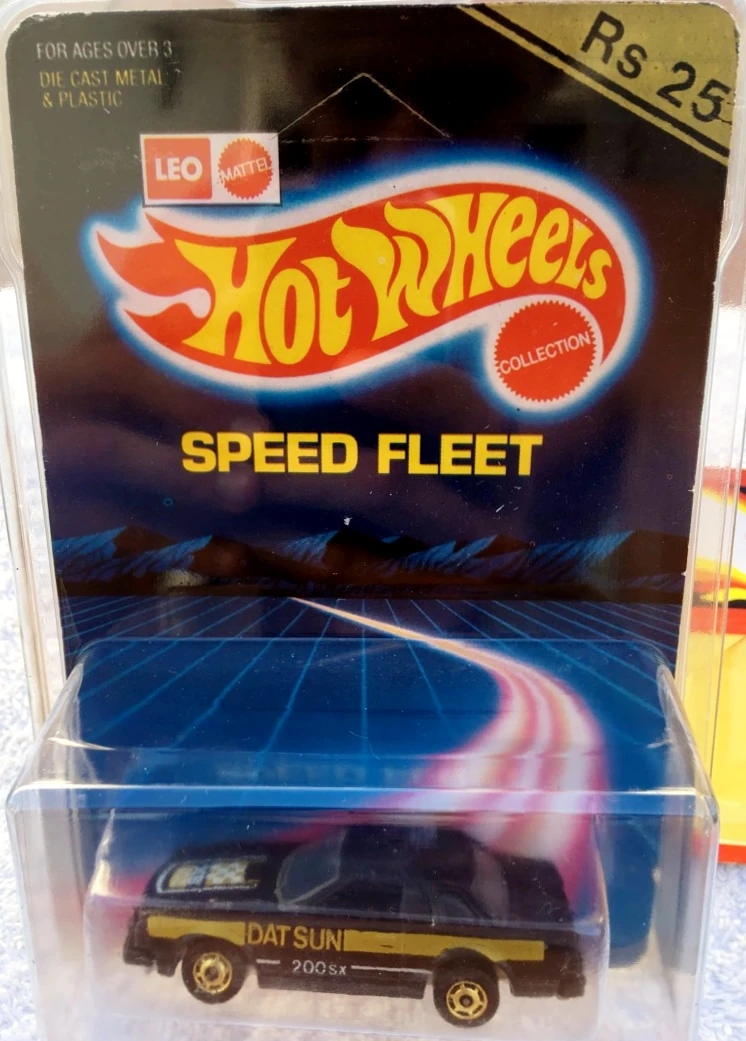 FOR AGES OVER 3
DIE CAST METAL
& PLASTIC
Rs 25
LEO
MATTEL
Hot Wheels
COLLECTION
SPEED FLEET
DATSUN
200sx